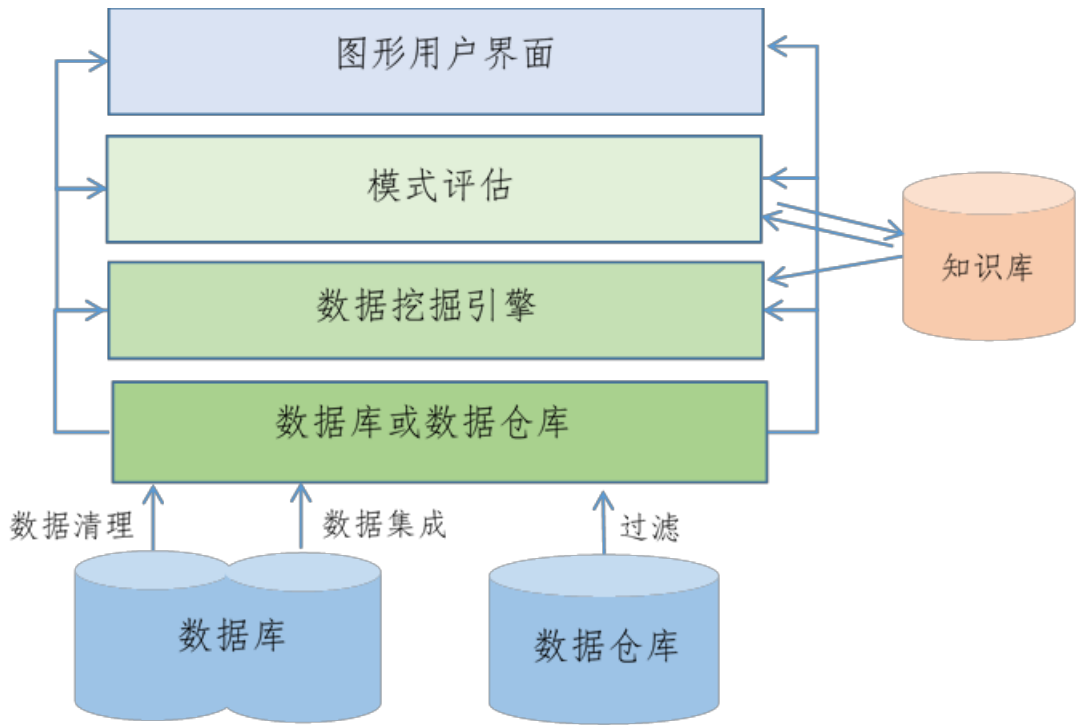 图形用户界面
模式评估
知识库
数据挖掘引擎
数据库或数据仓库
数据清理
数据集成
过滤
数据库
数据仓库